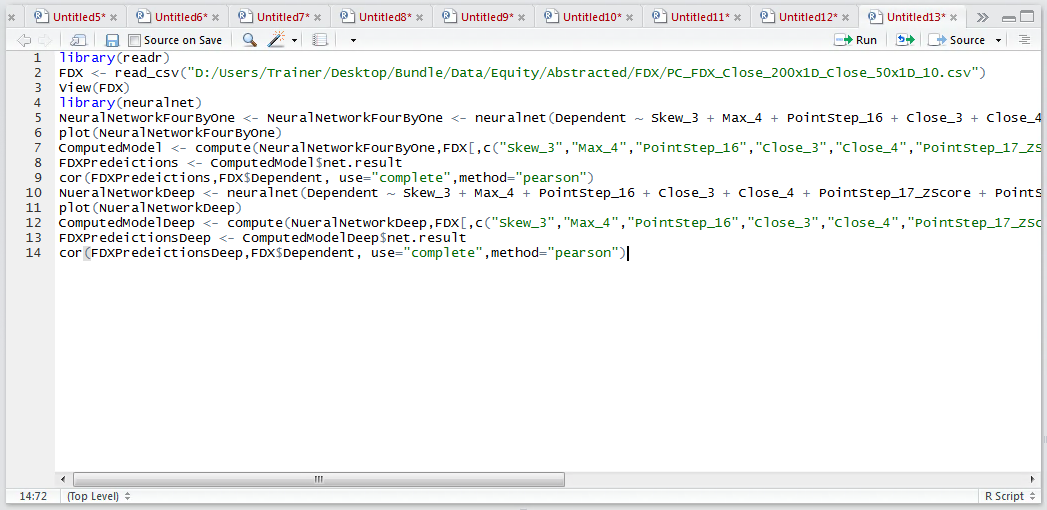 Untitled5* Untitled6* Untitled7* Untitled8* Untitled9* Untitled10* Untitled11* Untitled12* Untitled13*
Source on Save Run Source
1 library(readr)
2 FDX <- read_csv("D:/Users/Trainer/Desktop/Bundle/Data/Equity/Abstracted/FDX/PC_FDX_Close_200x1D_Close_50x1D_10.csv")
3 View(FDX)
4 library(neuralnet)
5 NeuralNetworkFourByOne <- NeuralNetworkFourByOne <- neuralnet(Dependent ~ Skew_3 + Max_4 + PointStep_16 + Close_3 + Close_4
6 plot(NeuralNetworkFourByOne)
7 ComputedModel <- compute(NeuralNetworkFourByOne,FDX[,c("Skew_3","Max_4","PointStep_16","Close_3","Close_4","PointStep_17_ZS
8 FDXPredeictions <- ComputedModel$net.result
9 cor(FDXPredeictions,FDX$Dependent, use="complete",method="pearson")
10 NueralNetworkDeep <- neuralnet(Dependent ~ Skew_3 + Max_4 + PointStep_16 + Close_3 + Close_4 + PointStep_17_ZScore + PointS
11 plot(NueralNetworkDeep)
12 ComputedModelDeep <- compute(NueralNetworkDeep,FDX[,c("Skew_3","Max_4","PointStep_16","Close_3","Close_4","PointStep_17_ZSc
13 FDXPredeictionsDeep <- ComputedModelDeep$net.result
14 cor(FDXPredeictionsDeep,FDX$Dependent, use="complete",method="pearson")
14:72 (Top Level) R Script